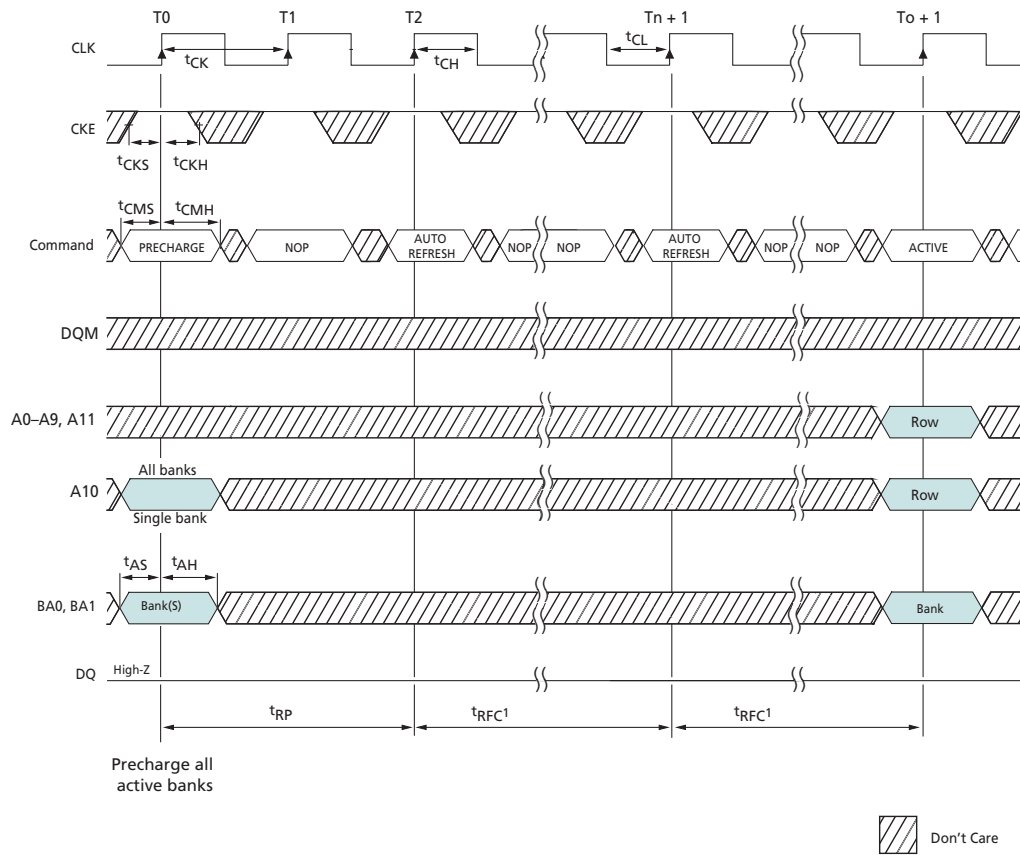 T0 T1 T2 Tn + 1 To + 1
CLK
tCK tCH tCL
CKE
tCKS tCKH
tCMS tCMH
Command PRECHARGE NOP AUTO REFRESH NOP NOP AUTO REFRESH NOP NOP ACTIVE
DQM
A0–A9, A11 Row
All banks
A10 Row
Single bank
tAS tAH
BA0, BA1 Bank(S) Bank
DQ High-Z
tRP tRFC1 tRFC1
Precharge all
active banks
Don't Care